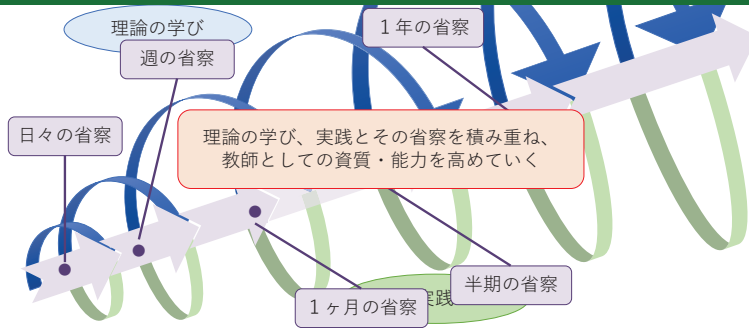 理論の学び
週の省察
1年の省察
日々の省察
理論の学び、実践とその省察を積み重ね、
教師としての資質・能力を高めていく
実践
半期の省察
1ヶ月の省察